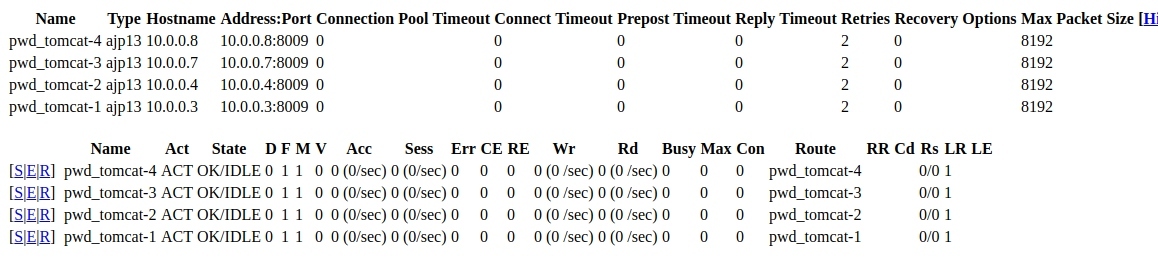 Name Type Hostname Address:Port Connection Pool Timeout Connect Timeout Prepost Timeout Reply Timeout Retries Recovery Options Max Packet Size [Hi
pwd_tomcat-4 ajp13 10.0.0.8 10.0.0.8:8009 0 0 0 0 2 0 8192
pwd_tomcat-3 ajp13 10.0.0.7 10.0.0.7:8009 0 0 0 0 2 0 8192
pwd_tomcat-2 ajp13 10.0.0.4 10.0.0.4:8009 0 0 0 0 2 0 8192
pwd_tomcat-1 ajp13 10.0.0.3 10.0.0.3:8009 0 0 0 0 2 0 8192
Name Act State D F M V Acc Sess Err CE RE Wr Rd Busy Max Con Route RR Cd Rs LR LE
[S|E|R] pwd_tomcat-4 ACT OK/IDLE 0 1 1 0 0 (0/sec) 0 (0/sec) 0 0 0 0 (0 /sec) 0 (0 /sec) 0 0 0 pwd_tomcat-4 0/0 1
[S|E|R] pwd_tomcat-3 ACT OK/IDLE 0 1 1 0 0 (0/sec) 0 (0/sec) 0 0 0 0 (0 /sec) 0 (0 /sec) 0 0 0 pwd_tomcat-3 0/0 1
[S|E|R] pwd_tomcat-2 ACT OK/IDLE 0 1 1 0 0 (0/sec) 0 (0/sec) 0 0 0 0 (0 /sec) 0 (0 /sec) 0 0 0 pwd_tomcat-2 0/0 1
[S|E|R] pwd_tomcat-1 ACT OK/IDLE 0 1 1 0 0 (0/sec) 0 (0/sec) 0 0 0 0 (0 /sec) 0 (0 /sec) 0 0 0 pwd_tomcat-1 0/0 1